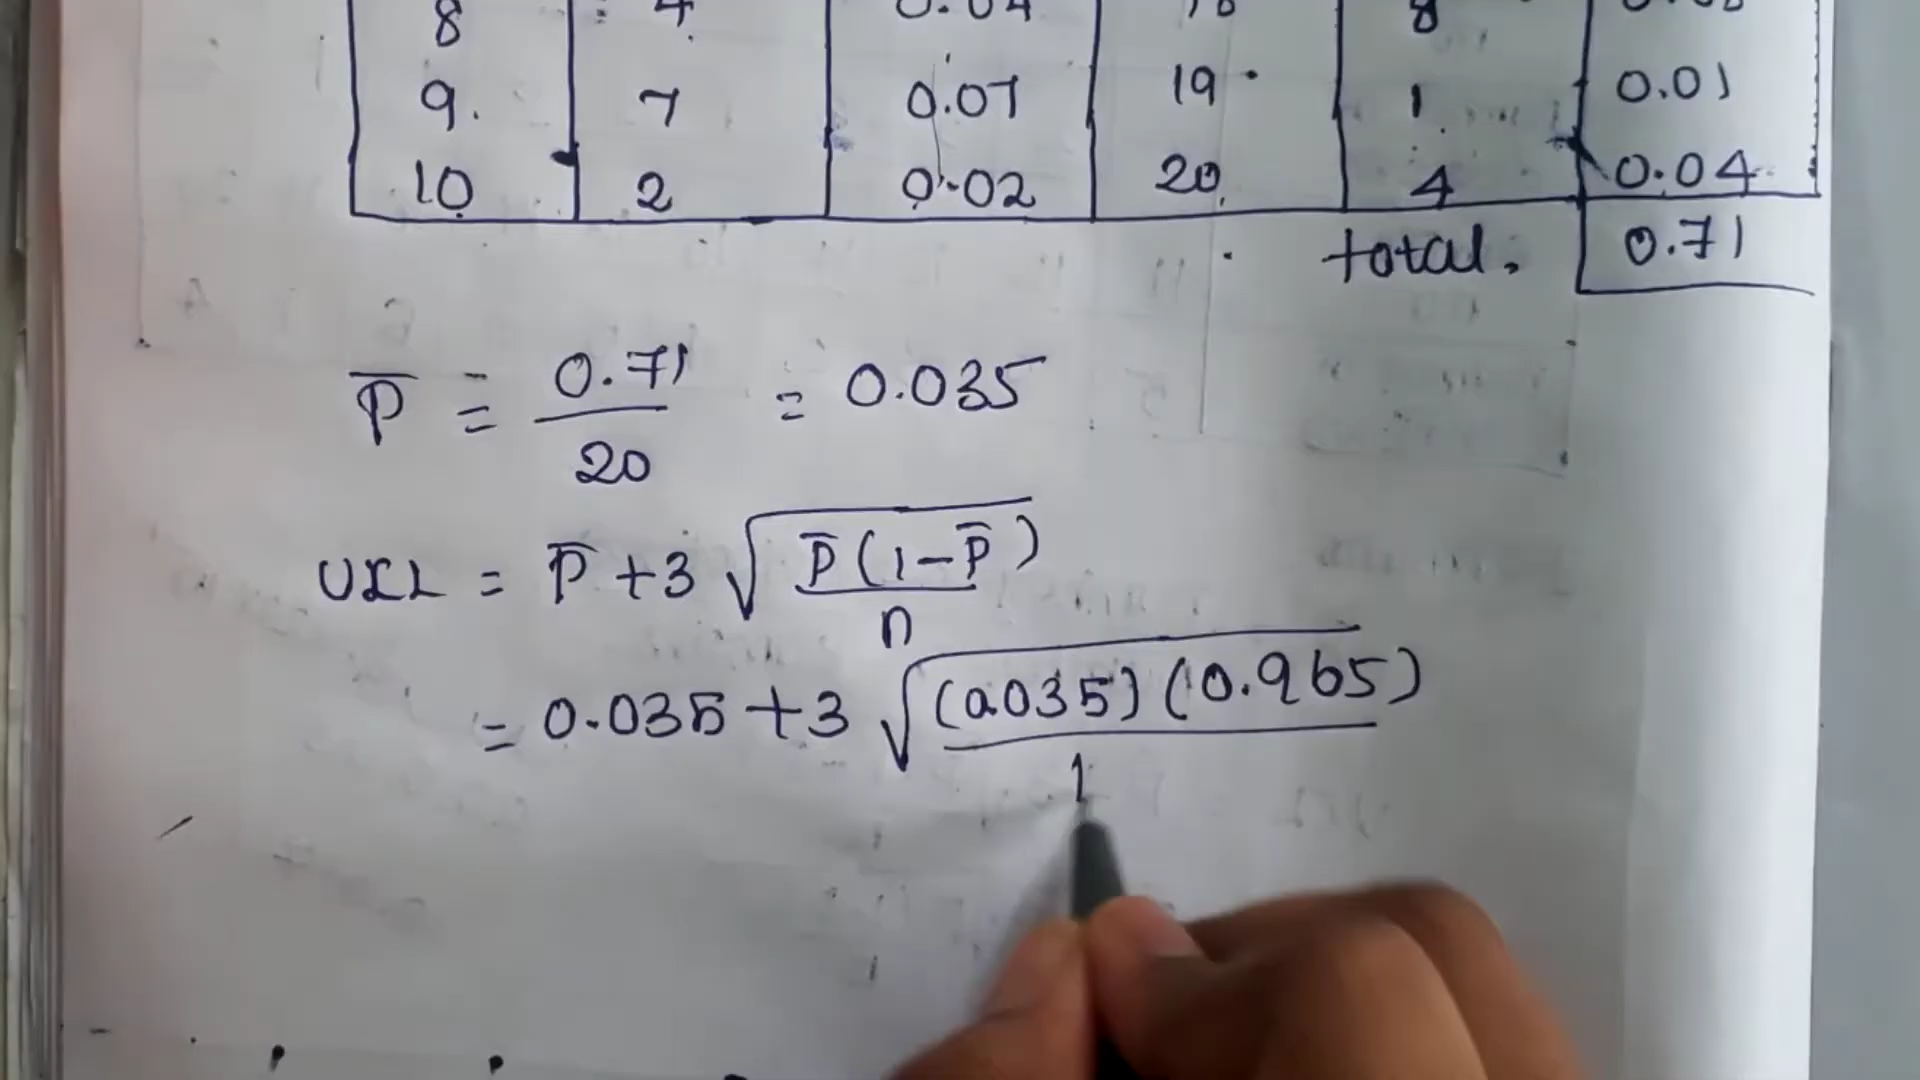 8 4 0.04 18 8
9. 7 0.07 19 1 0.01
10 2 0.02 20 4 0.04
total. 0.71
P̅ = 0.71 / 20 = 0.035
UCL = P̅ + 3 √ P̅(1-P̅) / n
= 0.035 + 3 √ (0.035)(0.965) / 1